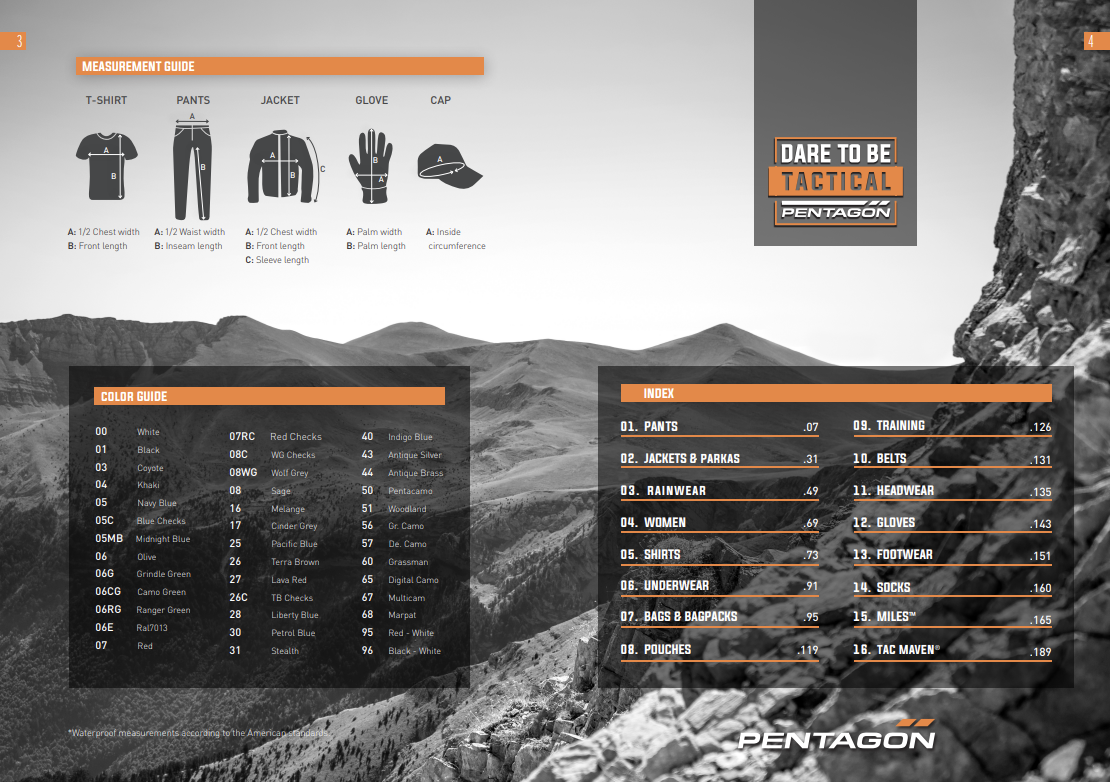 3
4
MEASUREMENT GUIDE
T-SHIRT PANTS JACKET GLOVE CAP
A
B
A
B
A
B
C
B
A
A
A: 1/2 Chest width
B: Front length
A: 1/2 Waist width
B: Inseam length
A: 1/2 Chest width
B: Front length
C: Sleeve length
A: Palm width
B: Palm length
A: Inside
circumference
DARE TO BE
TACTICAL
PENTAGON
COLOR GUIDE
00 White
01 Black
03 Coyote
04 Khaki
05 Navy Blue
05C Blue Checks
05MB Midnight Blue
06 Olive
06G Grindle Green
06CG Camo Green
06RG Ranger Green
06E Ral7013
07 Red
07RC Red Checks
08C WG Checks
08WG Wolf Grey
08 Sage
16 Melange
17 Cinder Grey
25 Pacific Blue
26 Terra Brown
27 Lava Red
26C TB Checks
28 Liberty Blue
30 Petrol Blue
31 Stealth
40 Indigo Blue
43 Antique Silver
44 Antique Brass
50 Pentacamo
51 Woodland
56 Gr. Camo
57 De. Camo
60 Grassman
65 Digital Camo
67 Multicam
68 Marpat
95 Red - White
96 Black - White
INDEX
01. PANTS .07
02. JACKETS & PARKAS .31
03. RAINWEAR .49
04. WOMEN .69
05. SHIRTS .73
06. UNDERWEAR .91
07. BAGS & BAGPACKS .95
08. POUCHES .119
09. TRAINING .126
10. BELTS .131
11. HEADWEAR .135
12. GLOVES .143
13. FOOTWEAR .151
14. SOCKS .160
15. MILES™ .165
16. TAC MAVEN® .189
*Waterproof measurements according to the American standards.
PENTAGON